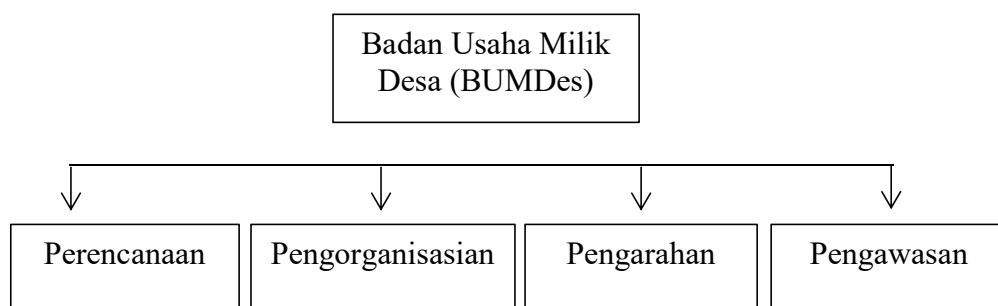 Badan Usaha Milik
Desa (BUMDes)
Perencanaan
Pengorganisasian
Pengarahan
Pengawasan